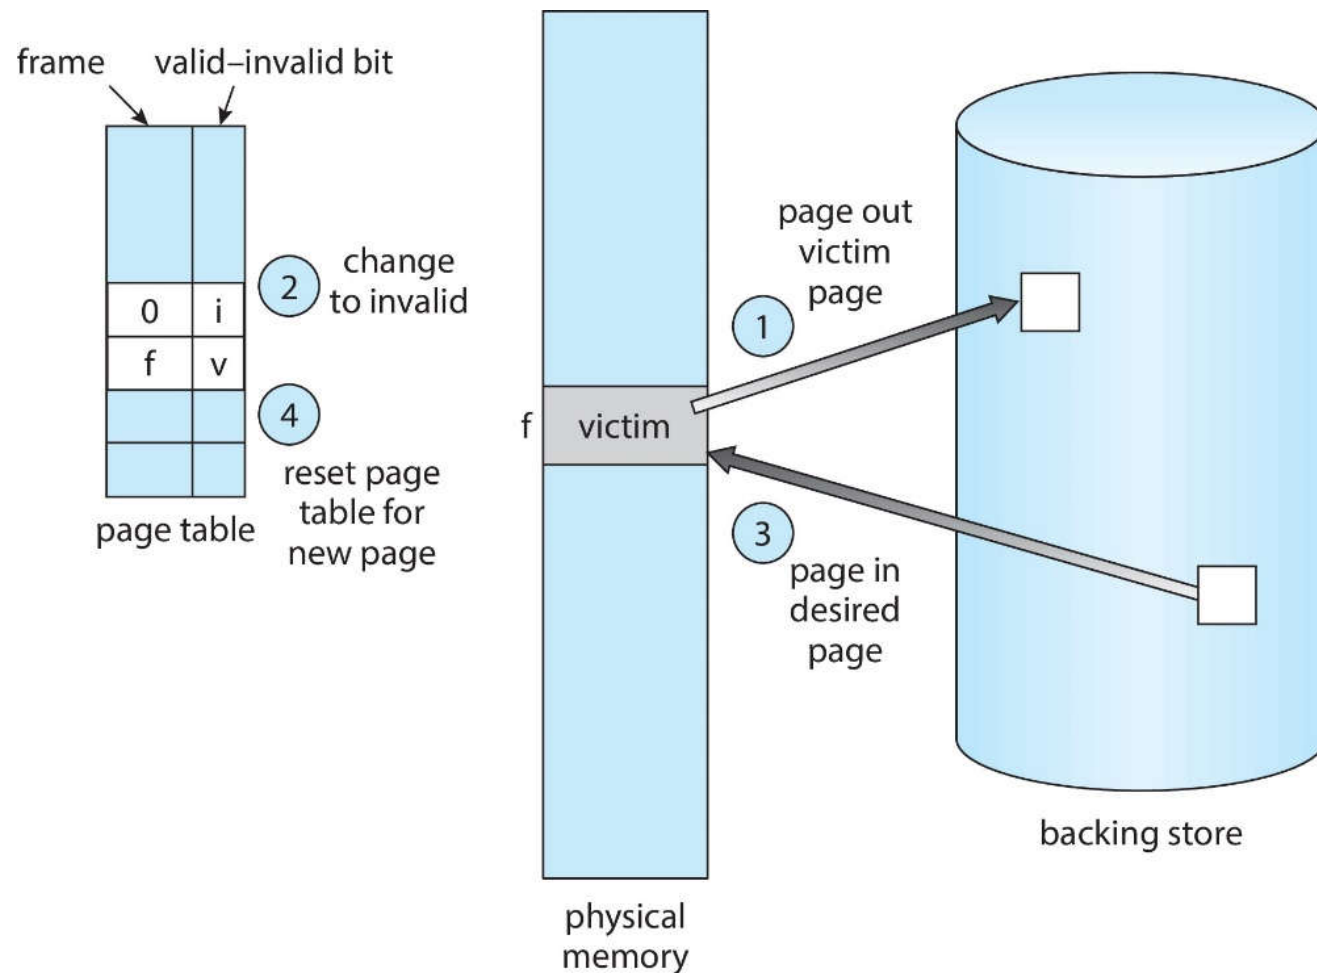 frame
valid–invalid bit
0
i
f
v
2
change
to invalid
4
reset page
table for
new page
page table
f
victim
physical
memory
1
page out
victim
page
3
page in
desired
page
backing store